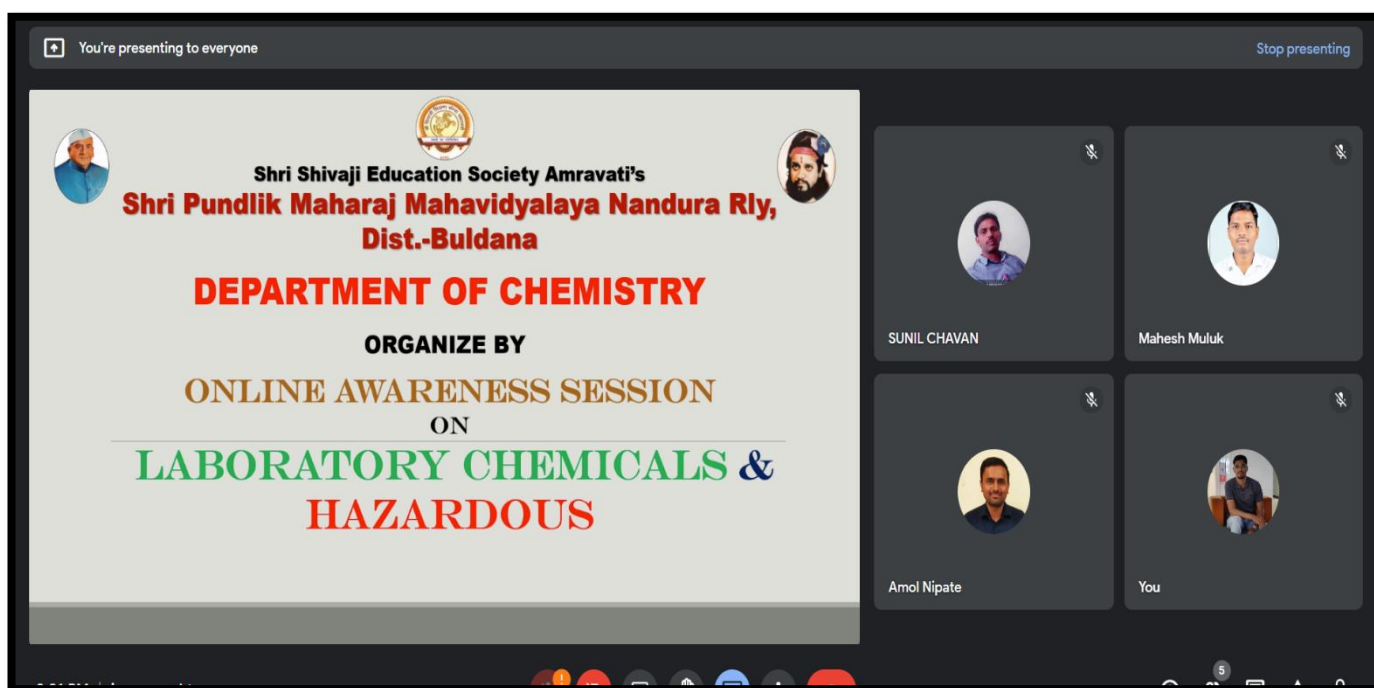 You're presenting to everyone
Stop presenting
Shri Shivaji Education Society Amravati's
Shri Pundlik Maharaj Mahavidyalaya Nandura Rly,
Dist.-Buldana
DEPARTMENT OF CHEMISTRY
ORGANIZE BY
ONLINE AWARENESS SESSION
ON
LABORATORY CHEMICALS &
HAZARDOUS
SUNIL CHAVAN
Mahesh Muluk
Amol Nipate
You
5